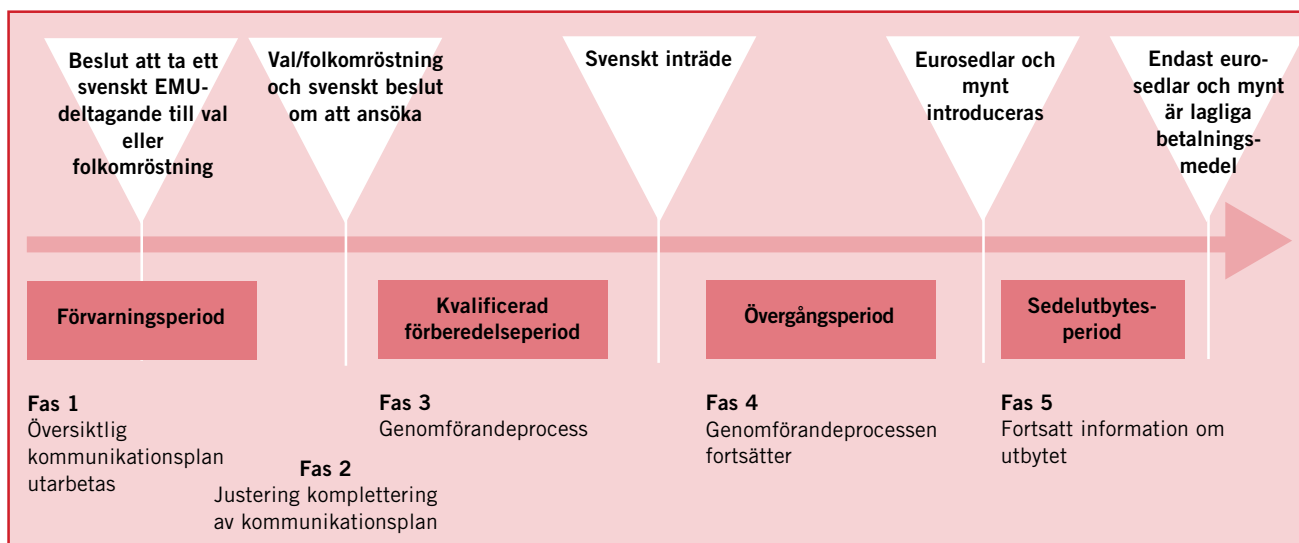 Beslut att ta ett
svenskt EMU-
deltagande till val
eller
folkomröstning
Val/folkomröstning
och svenskt beslut
om att ansöka
Svenskt inträde
Eurosedlar och
mynt
introduceras
Endast euro-
sedlar och mynt
är lagliga
betalnings-
medel
Förvarningsperiod
Kvalificerad
förberedelseperiod
Övergångsperiod
Sedelutbytes-
period
Fas 1
Översiktlig
kommunikationsplan
utarbetas
Fas 2
Justering komplettering
av kommunikationsplan
Fas 3
Genomförandeprocess
Fas 4
Genomförandeprocessen
fortsätter
Fas 5
Fortsatt information om
utbytet